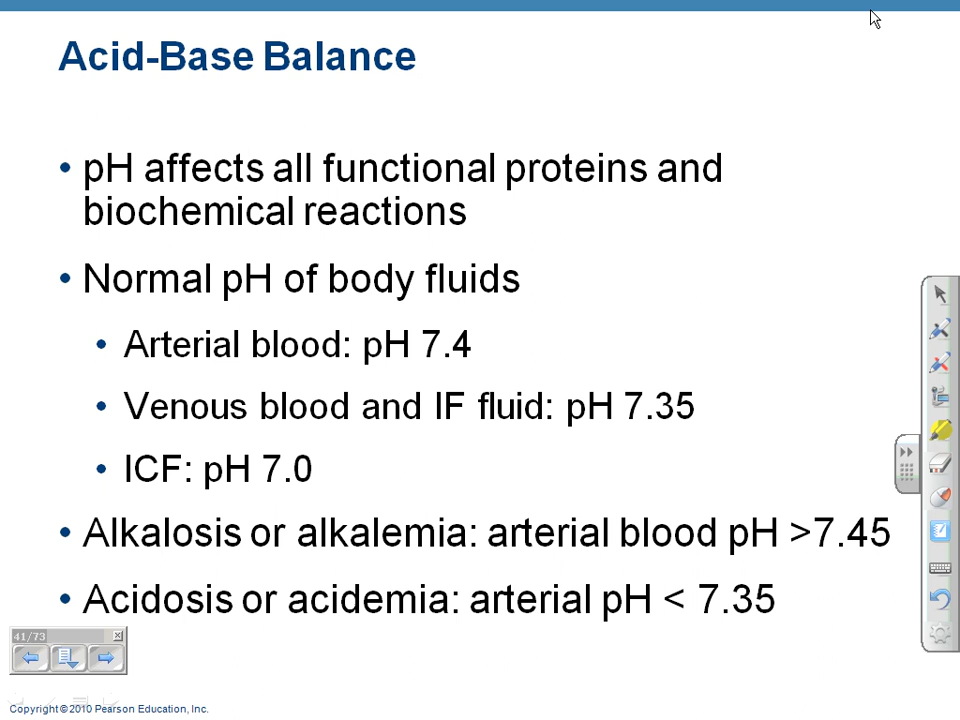 Acid-Base Balance
• pH affects all functional proteins and
biochemical reactions
• Normal pH of body fluids
• Arterial blood: pH 7.4
• Venous blood and IF fluid: pH 7.35
• ICF: pH 7.0
• Alkalosis or alkalemia: arterial blood pH >7.45
• Acidosis or acidemia: arterial pH < 7.35
41/73
Copyright © 2010 Pearson Education, Inc.